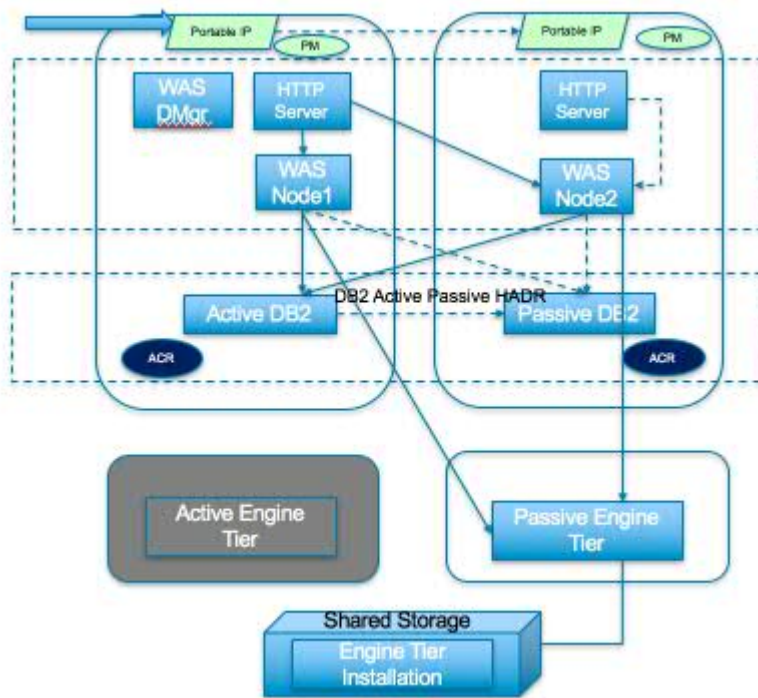 Portable IP
PM
Portable IP
PM
WAS
DMgr
HTTP
Server
HTTP
Server
WAS
Node1
WAS
Node2
DB2 Active Passive HADR
Active DB2
Passive DB2
ACR
ACR
Active Engine
Tier
Passive Engine
Tier
Shared Storage
Engine Tier
Installation